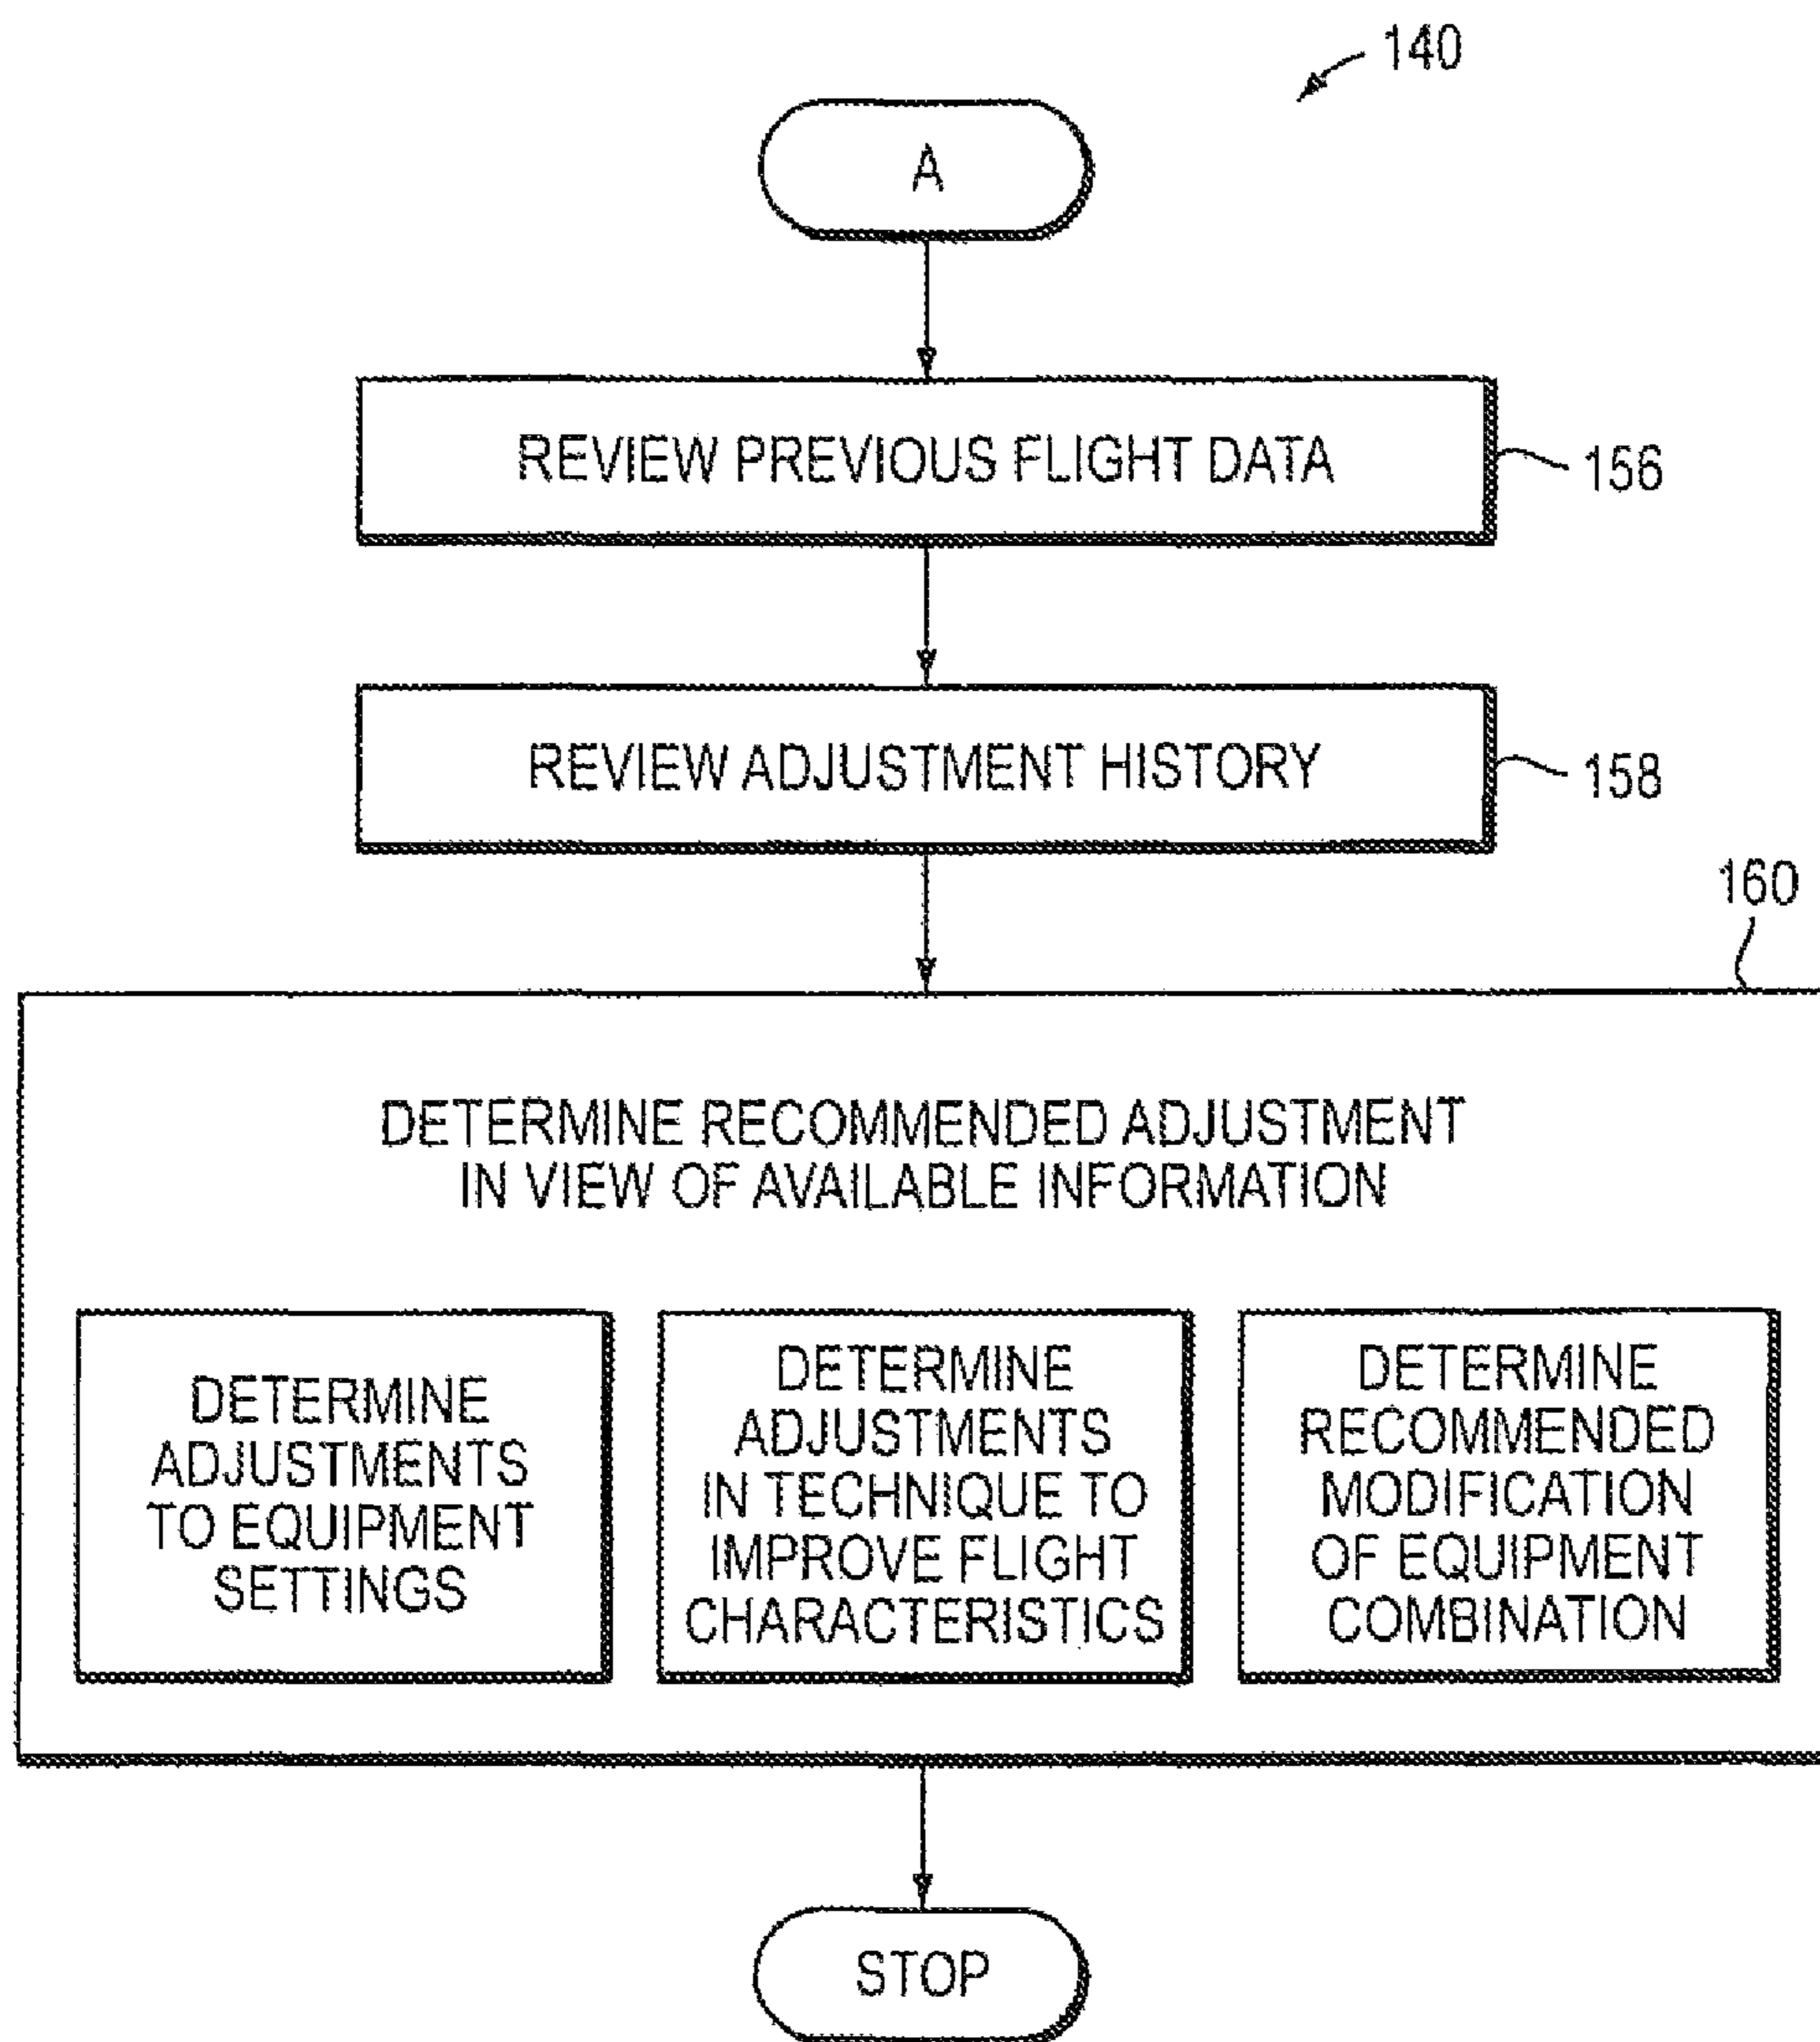 140
A
REVIEW PREVIOUS FLIGHT DATA
156
REVIEW ADJUSTMENT HISTORY
158
160
DETERMINE RECOMMENDED ADJUSTMENT
IN VIEW OF AVAILABLE INFORMATION
DETERMINE
ADJUSTMENTS
TO EQUIPMENT
SETTINGS
DETERMINE
ADJUSTMENTS
IN TECHNIQUE TO
IMPROVE FLIGHT
CHARACTERISTICS
DETERMINE
RECOMMENDED
MODIFICATION
OF EQUIPMENT
COMBINATION
STOP